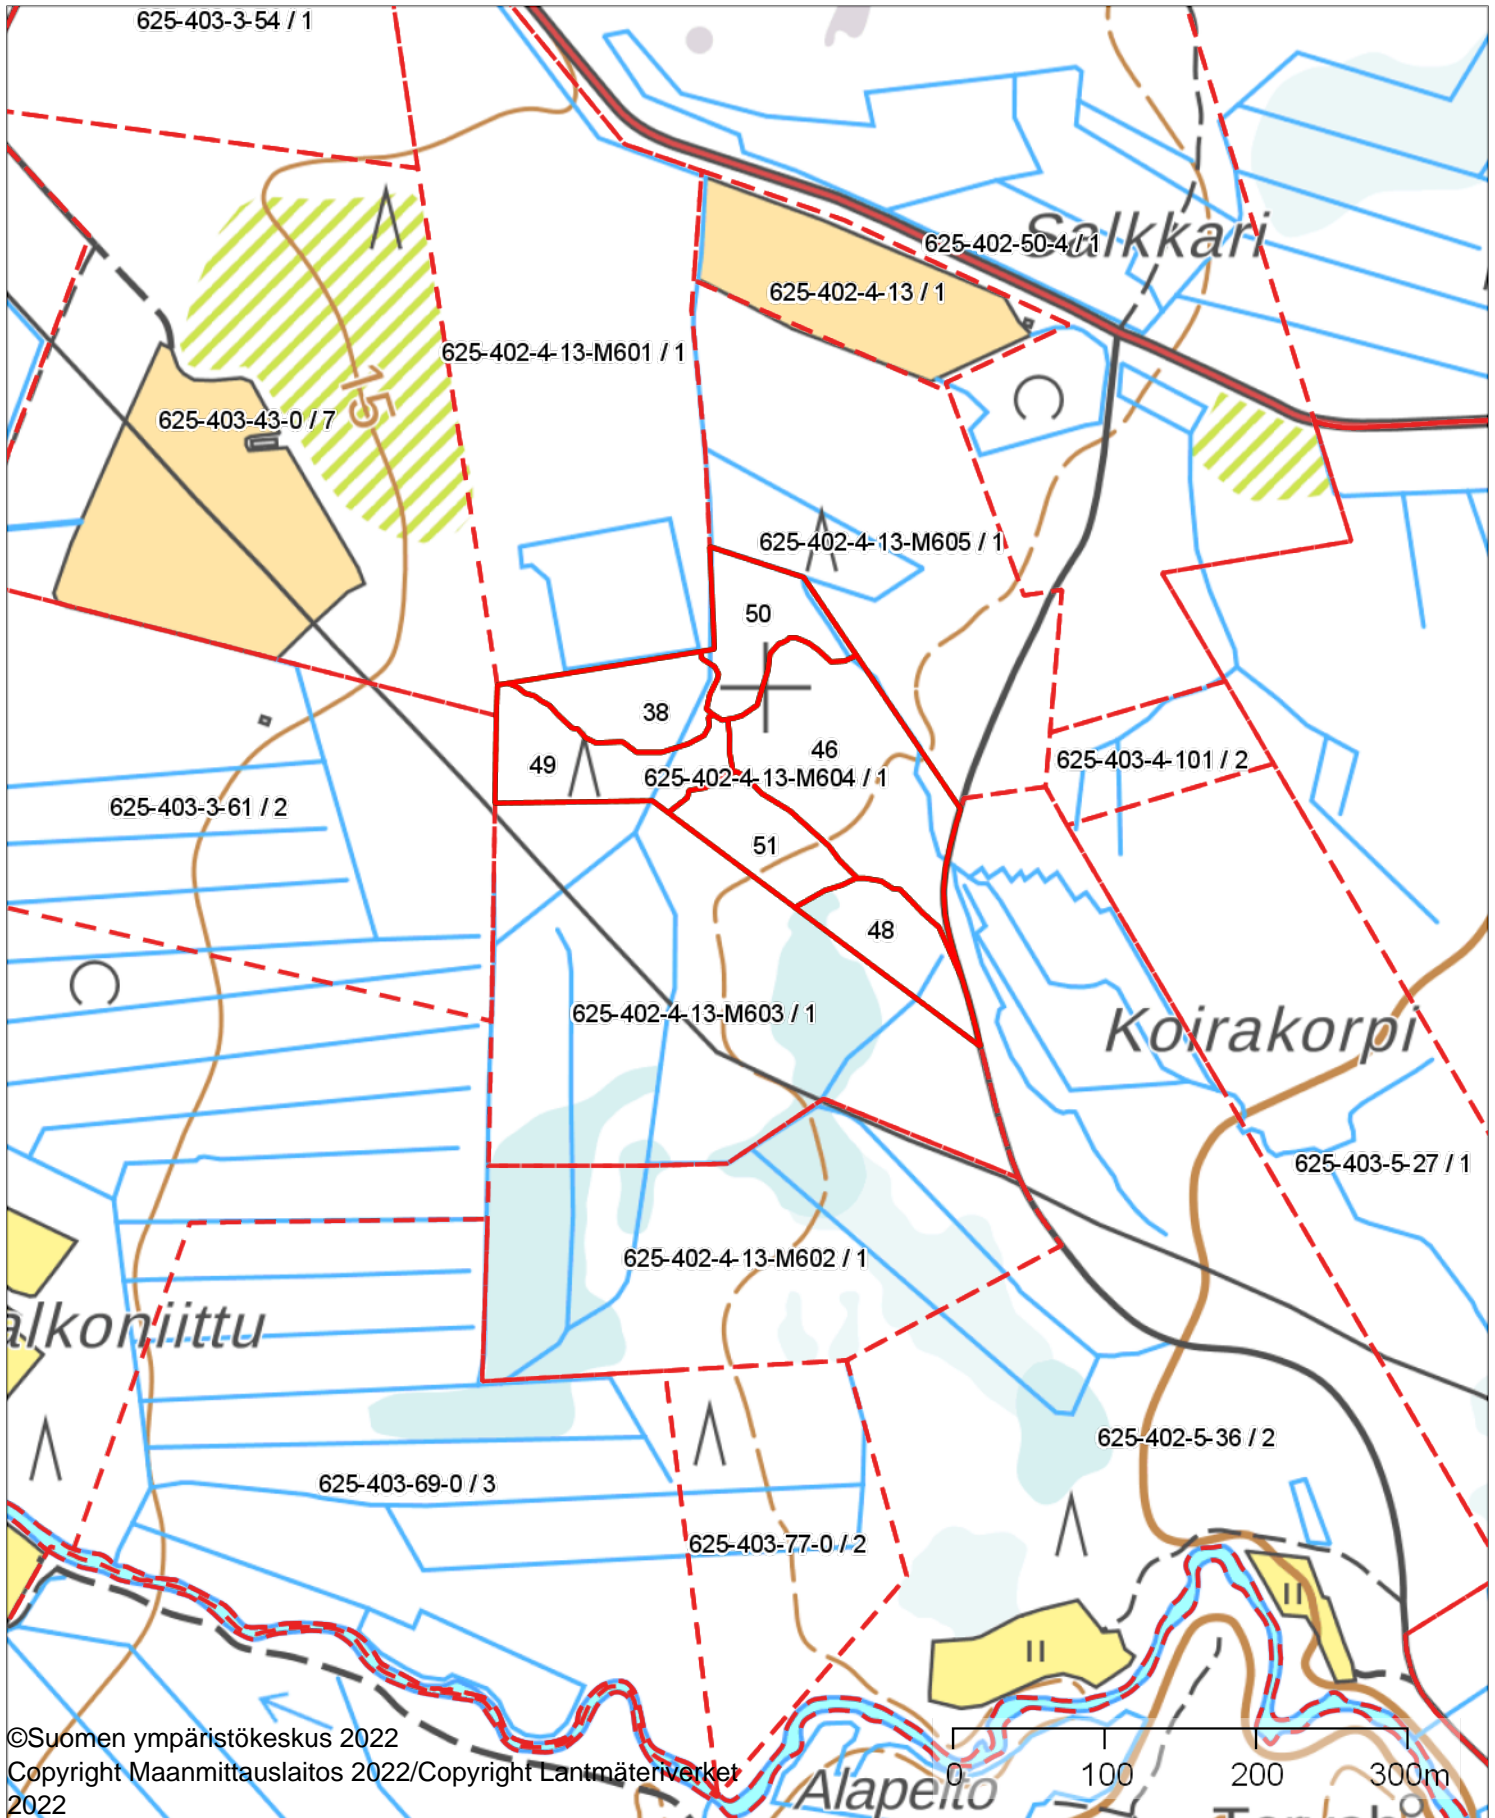 625-403-3-54 / 1
Salkkari
625-402-50-4 / 1
625-402-4-13 / 1
625-402-4-13-M601 / 1
15
625-403-43-0 / 7
625-402-4-13-M605 / 1
50
38
46
49
625-402-4-13-M604 / 1
625-403-4-101 / 2
625-403-3-61 / 2
51
48
625-402-4-13-M603 / 1
Koirakorpi
625-403-5-27 / 1
625-402-4-13-M602 / 1
alkoniittu
625-402-5-36 / 2
625-403-69-0 / 3
625-403-77-0 / 2
©Suomen ympäristökeskus 2022
Copyright Maanmittauslaitos 2022/Copyright Lantmäteriverket
2022
0 100 200 300m